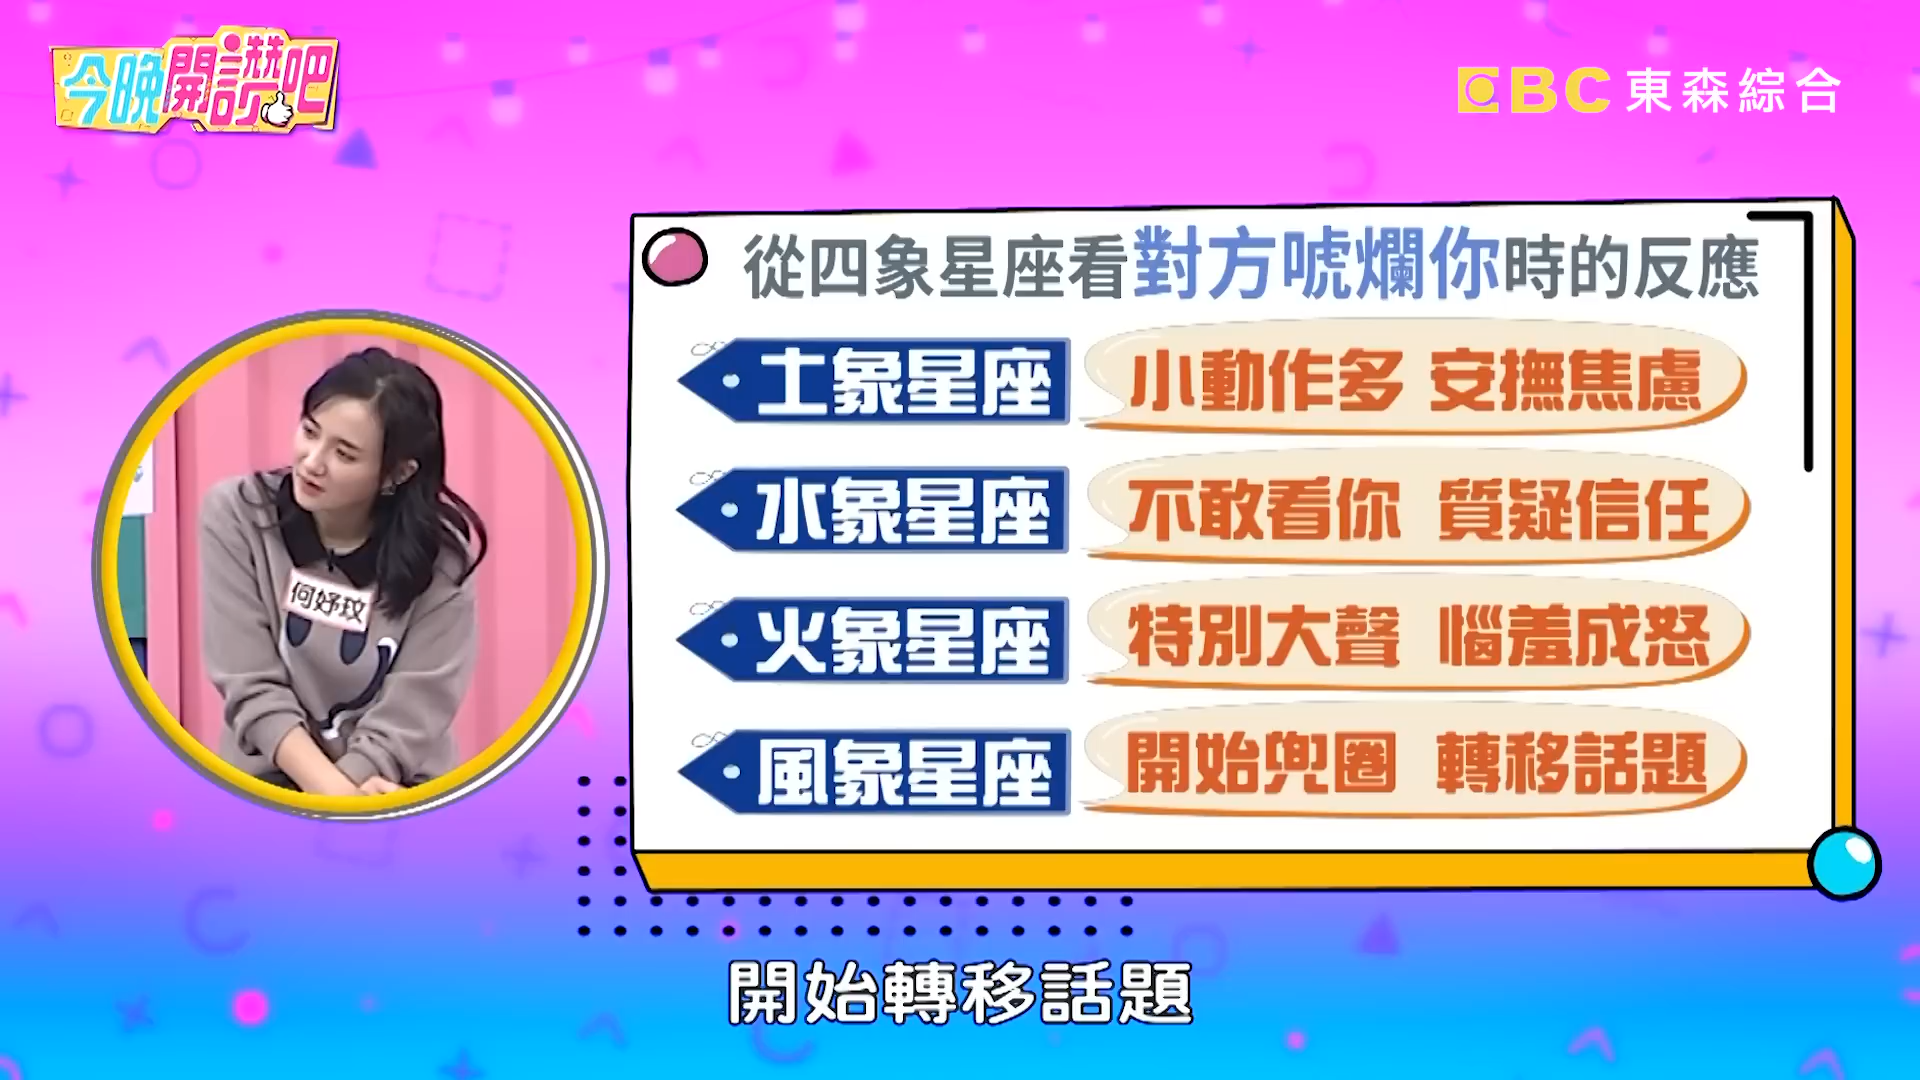 今晚開讚吧
EBC 東森綜合
從四象星座看對方唬爛你時的反應
土象星座 小動作多 安撫焦慮
水象星座 不敢看你 質疑信任
火象星座 特別大聲 惱羞成怒
風象星座 開始兜圈 轉移話題
何妤玟
開始轉移話題